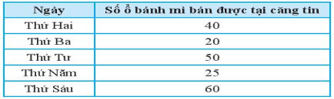 Ngày Số ổ bánh mì bán được tại căng tin
Thứ Hai 40
Thứ Ba 20
Thứ Tư 50
Thứ Năm 25
Thứ Sáu 60